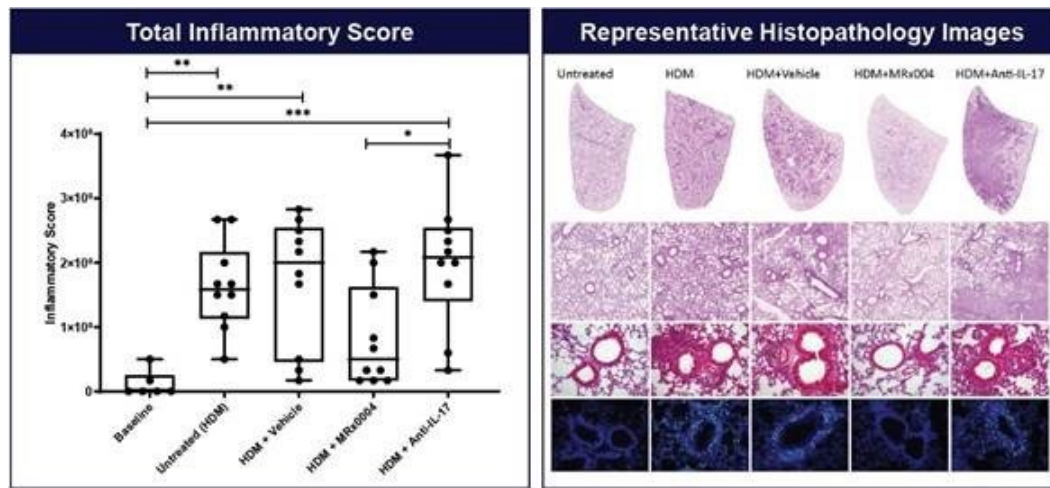 Total Inflammatory Score
**
**
***
*
4×10⁶
3×10⁶
2×10⁶
1×10⁶
0
Inflammatory Score
Baseline
Untreated (HDM)
HDM + Vehicle
HDM + MRx0004
HDM + Anti-IL-17
Representative Histopathology Images
Untreated HDM HDM+Vehicle HDM+MRx004 HDM+Anti-IL-17